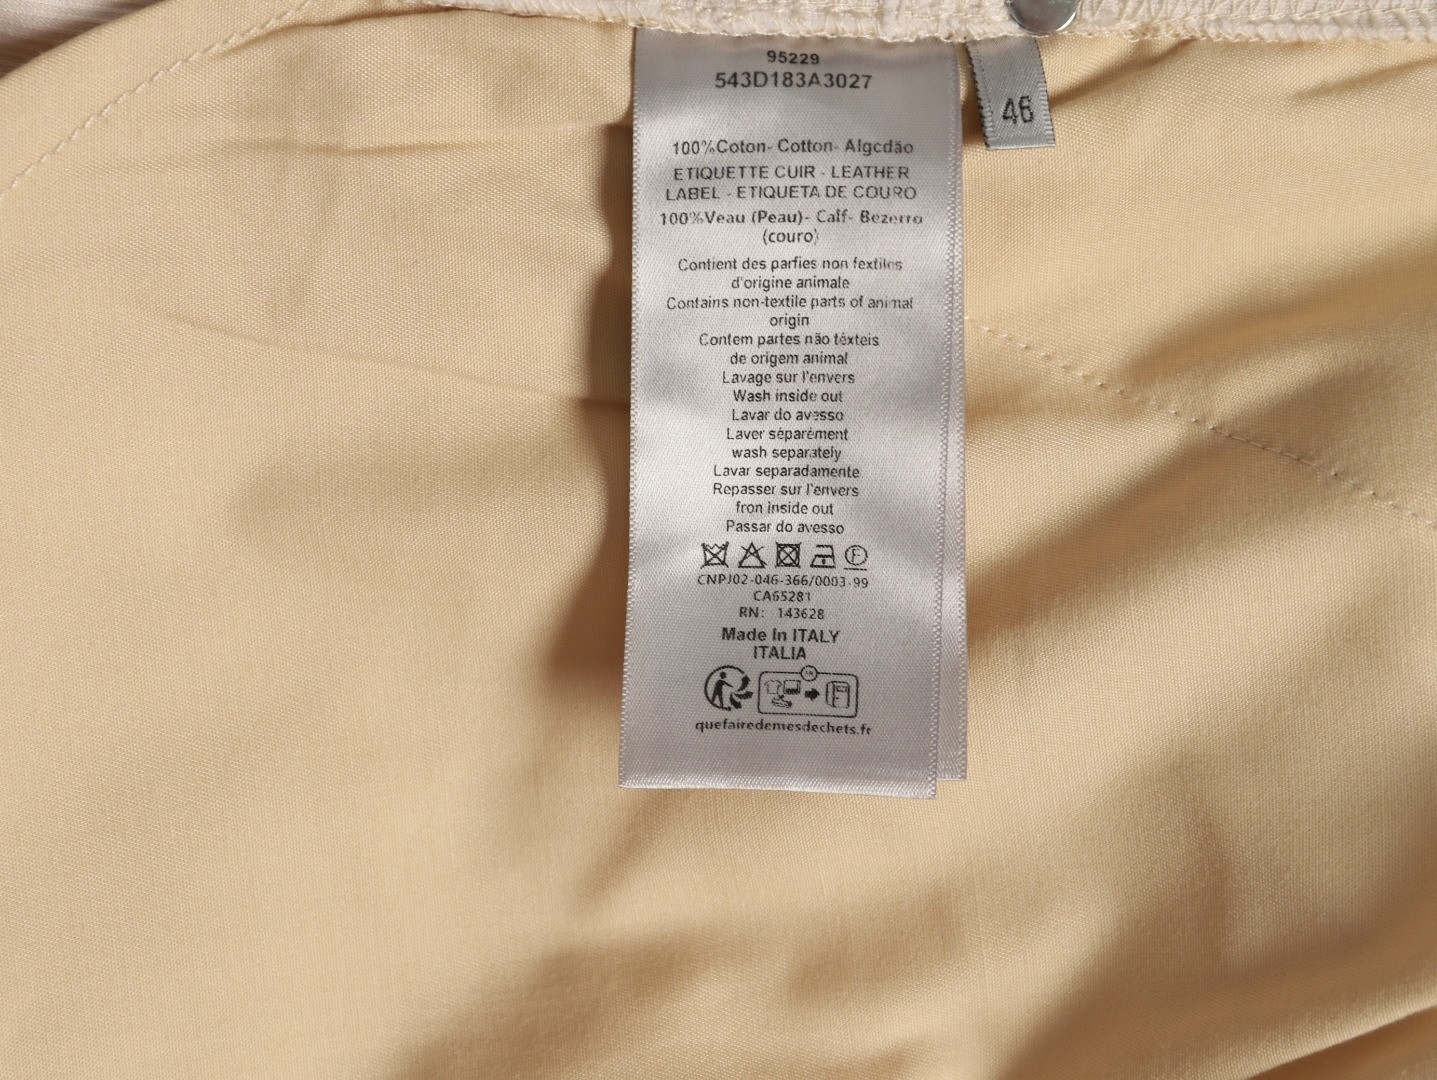 95229
543D183A3027
46
100%Coton- Cotton- Algcdão
ETIQUETTE CUIR - LEATHER
LABEL - ETIQUETA DE COURO
100%Veau (Peau)- Calf- Bezerro
(couro)
Contient des parfies non fextiles
d'origine animale
Contains non-textile parts of animal
origin
Contem partes não têxteis
de origem animal
Lavage sur l'envers
Wash inside out
Lavar do avesso
Laver séparément
wash separately
Lavar separadamente
Repasser sur l'envers
fron inside out
Passar do avesso
F
CNPJ02-046-366/0003-99
CA65281
RN: 143628
Made In ITALY
ITALIA
quefairedemesdechets.fr